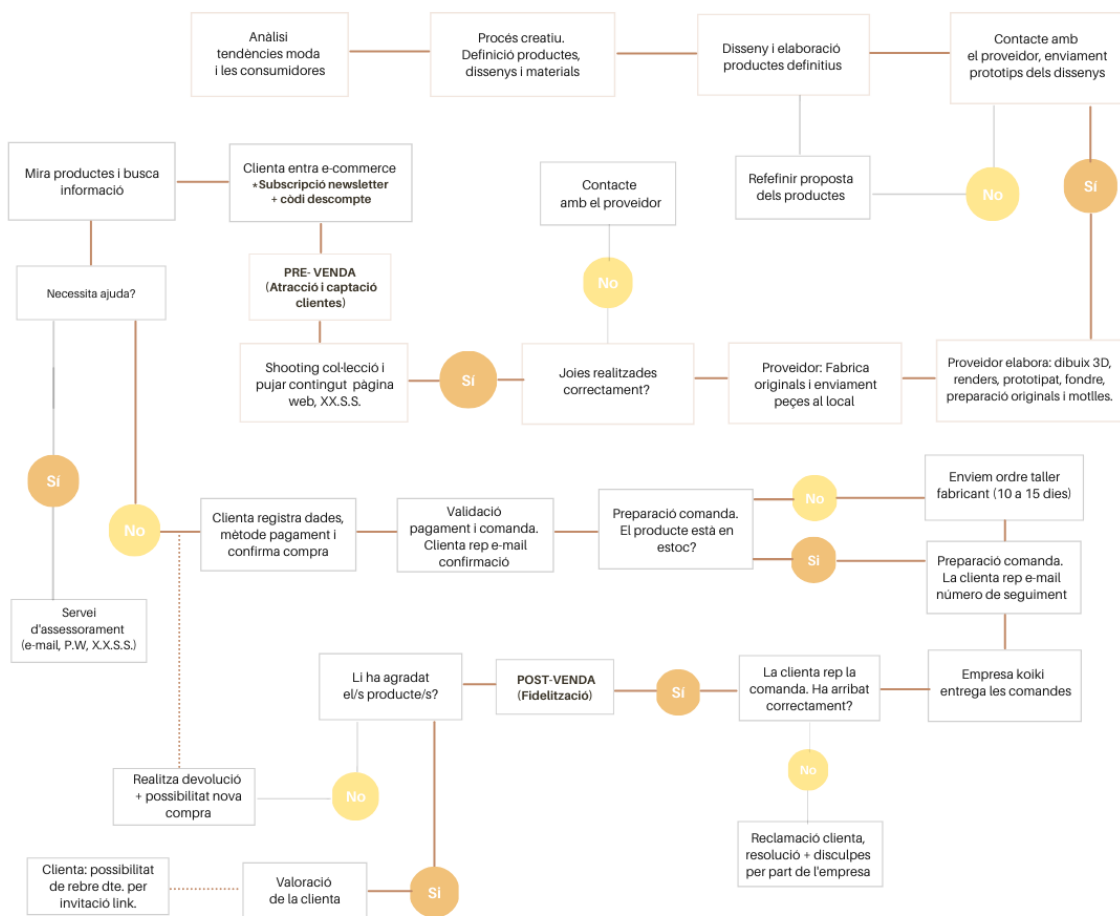 Anàlisi
tendències moda
i les consumidores
Procés creatiu.
Definició productes,
dissenys i materials
Disseny i elaboració
productes definitius
Contacte amb
el proveidor, enviament
prototips dels dissenys
Mira productes i busca
informació
Clienta entra e-commerce
*Subscripció newsletter
+ còdi descompte
Contacte
amb el proveidor
Refefinir proposta
dels productes
No
Sí
Necessita ajuda?
PRE- VENDA
(Atracció i captació
clientes)
No
Shooting col·lecció i
pujar contingut pàgina
web, XX.S.S.
Sí
Joies realitzades
correctament?
Proveidor: Fabrica
originals i enviament
peçes al local
Proveidor elabora: dibuix 3D,
renders, prototipat, fondre,
preparació originals i motlles.
Sí
No
Clienta registra dades,
mètode pagament i
confirma compra
Validació
pagament i comanda.
Clienta rep e-mail
confirmació
Preparació comanda.
El producte està en
estoc?
No
Si
Enviem ordre taller
fabricant (10 a 15 dies)
Preparació comanda.
La clienta rep e-mail
número de seguiment
Servei
d'assessorament
(e-mail, P.W, X.X.S.S.)
Li ha agradat
el/s producte/s?
POST-VENDA
(Fidelització)
Sí
La clienta rep la
comanda. Ha arribat
correctament?
Empresa koiki
entrega les comandes
Realitza devolució
+ possibilitat nova
compra
No
No
Reclamació clienta,
resolució + disculpes
per part de l'empresa
Clienta: possibilitat
de rebre dte. per
invitació link.
Valoració
de la clienta
Si